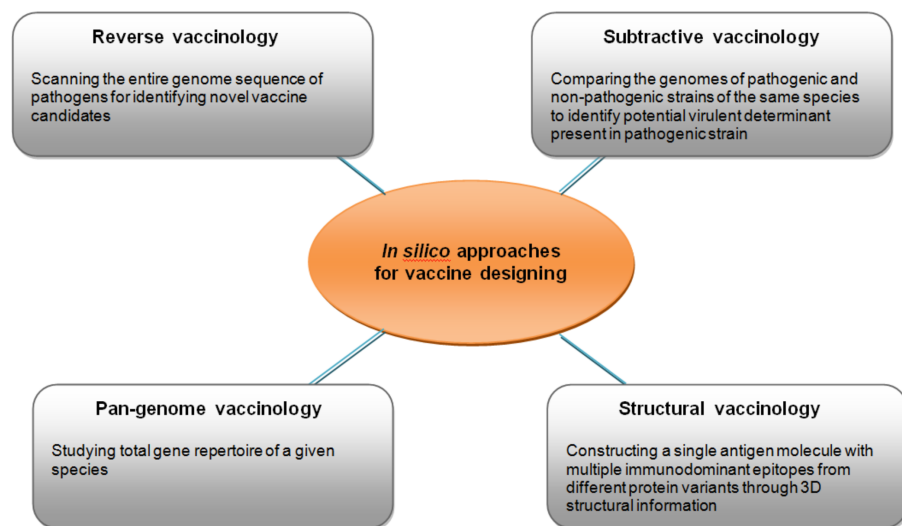 Reverse vaccinology
Scanning the entire genome sequence of
pathogens for identifying novel vaccine
candidates
Subtractive vaccinology
Comparing the genomes of pathogenic and
non-pathogenic strains of the same species
to identify potential virulent determinant
present in pathogenic strain
In silico approaches
for vaccine designing
Pan-genome vaccinology
Studying total gene repertoire of a given
species
Structural vaccinology
Constructing a single antigen molecule with
multiple immunodominant epitopes from
different protein variants through 3D
structural information